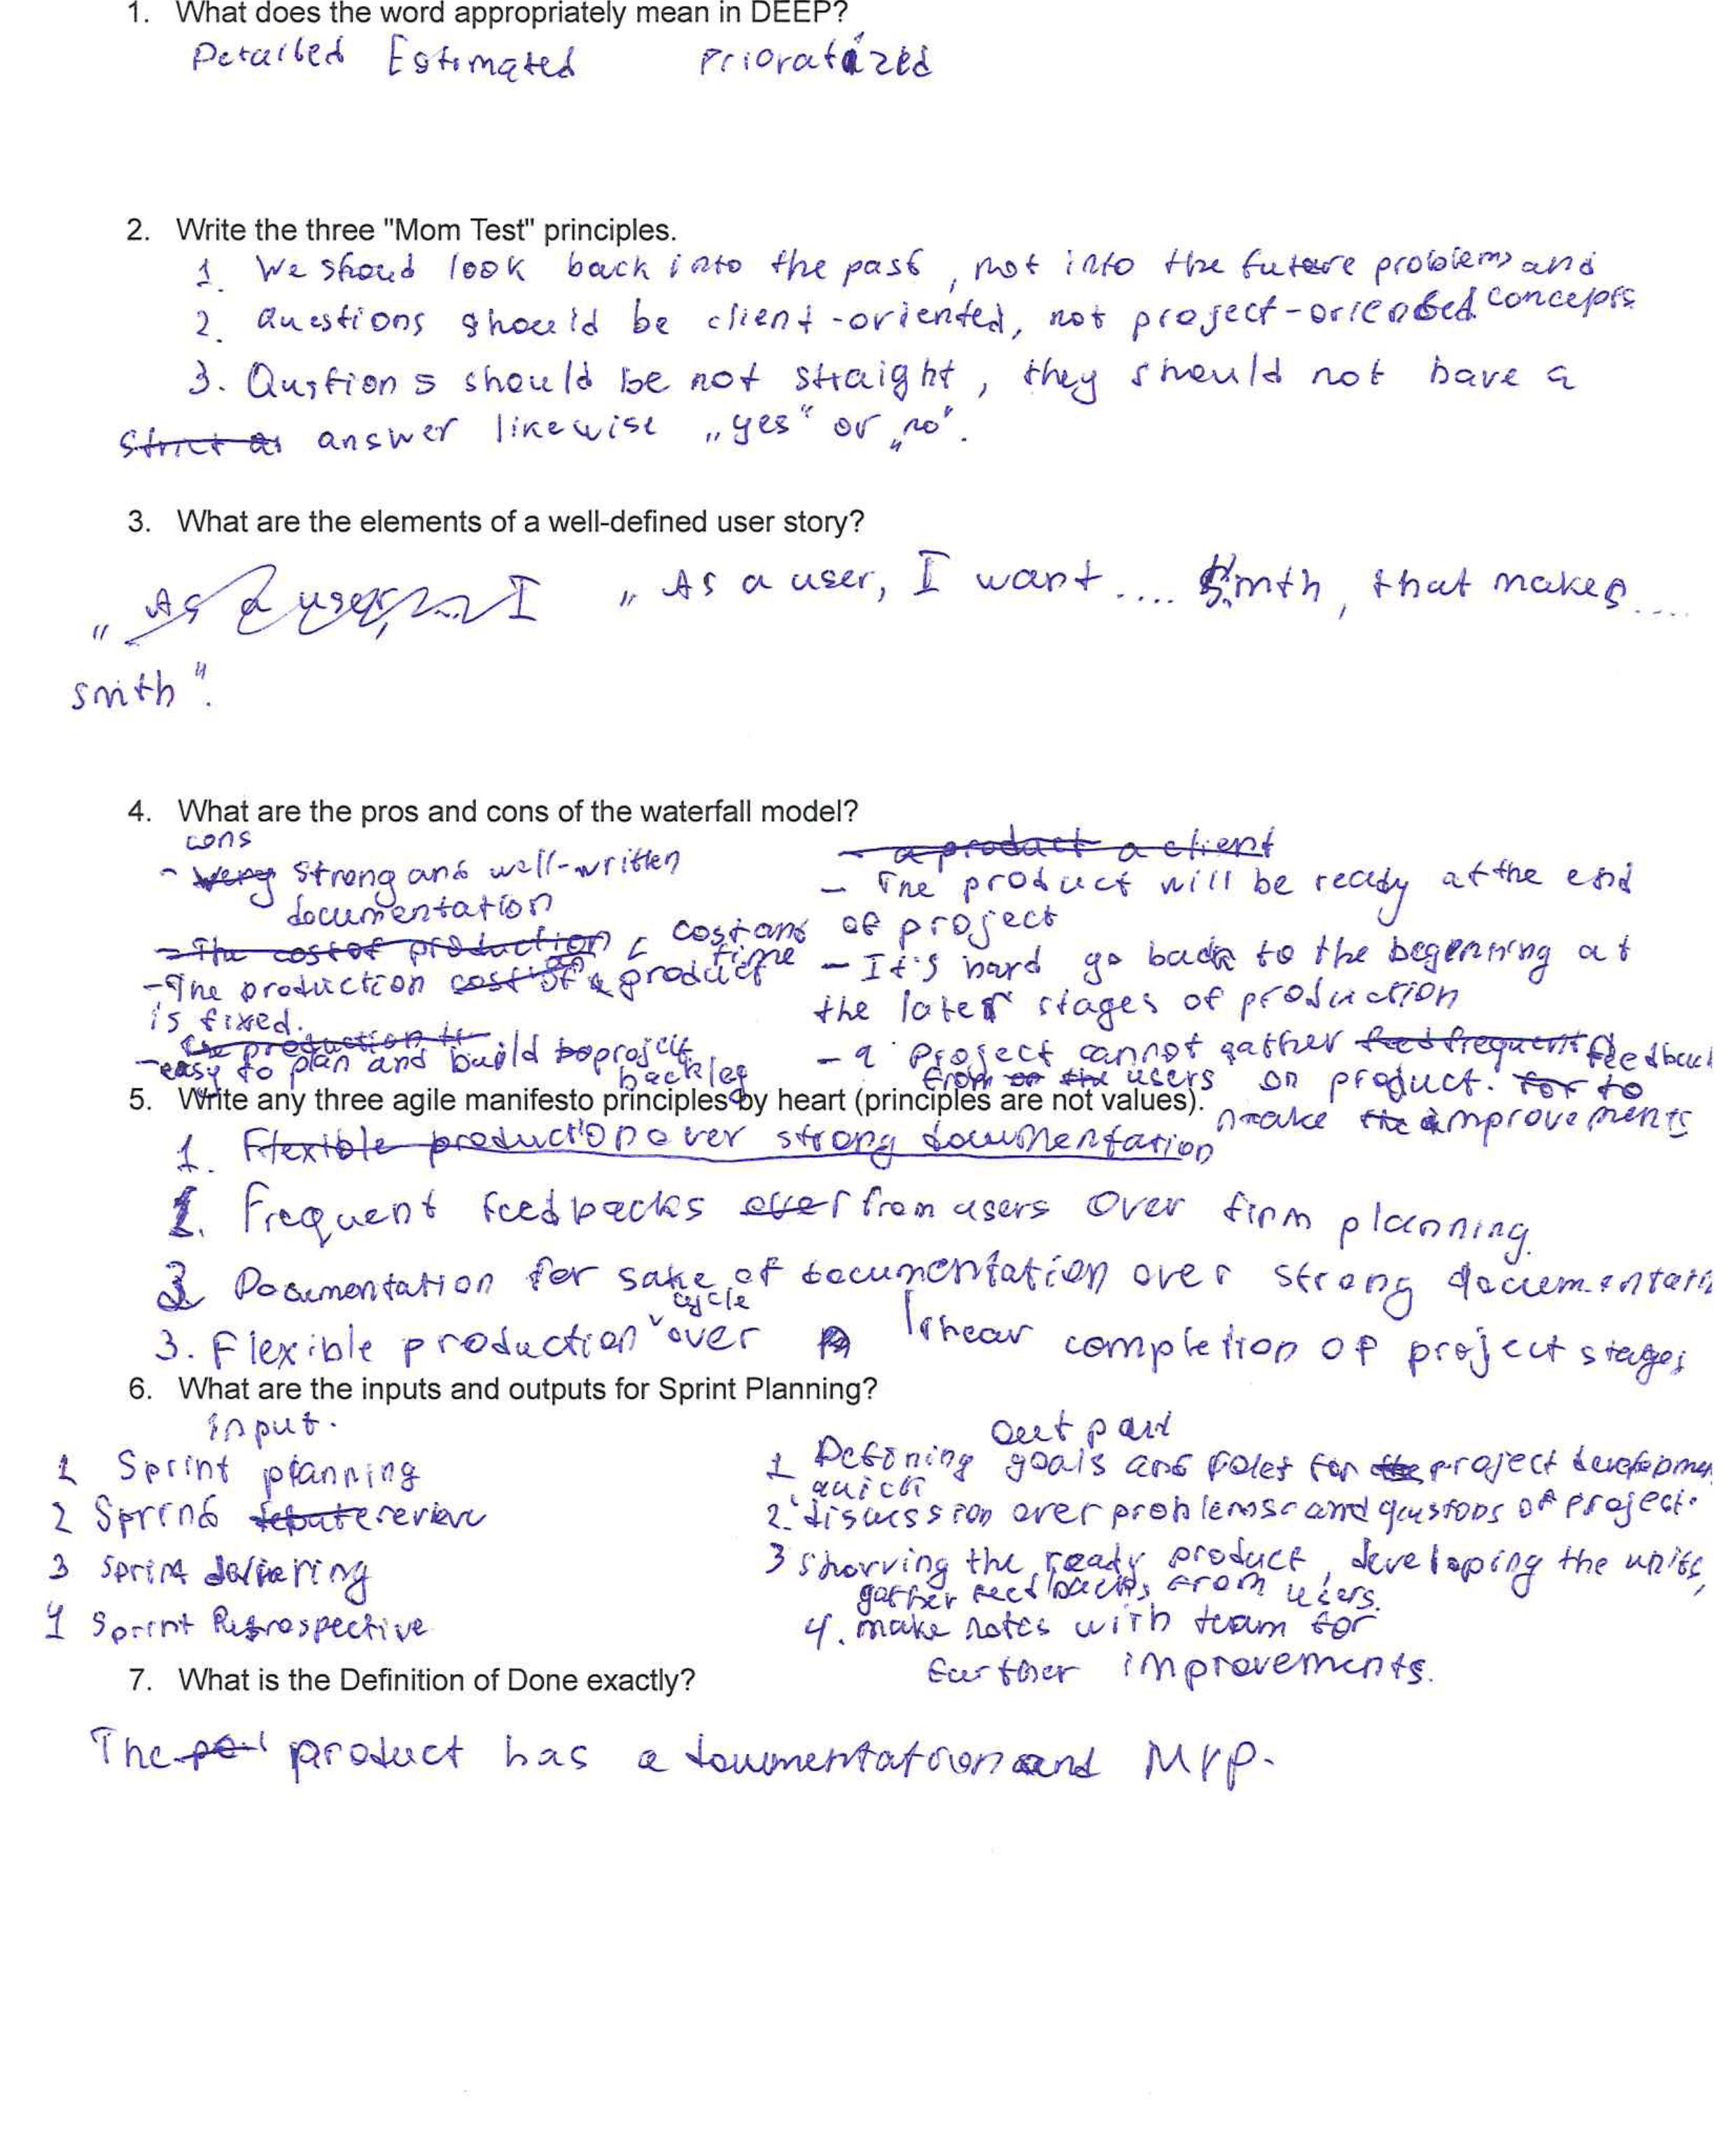 1. What does the word appropriately mean in DEEP?
Detailed Estimated Prioratized
2. Write the three "Mom Test" principles.
1. We shoud look back into the past, not into the future problems and concepts
2. Questions should be client-oriented, not project-oriented
3. Qustions should be not straight, they should not have a
answer likewise „yes“ or „no“.
3. What are the elements of a well-defined user story?
„As a user, I want .... smth, that makes ....
smth“.
4. What are the pros and cons of the waterfall model?
cons
- strong and well-written
documentation
- The production cost and time of a product
is fixed.
- easy to plan and build project
backlog
- The product will be ready at the end
of project
- It's hard go back to the beginning at
the later stages of production
- a project cannot gather feedback
from users on product. to
make improvements
5. Write any three agile manifesto principles by heart (principles are not values).
1. Flexible production over strong documentation
1. Frequent feedbacks from users over firm planning.
2 Documentation for sake of documentation over strong
3. Flexible production cycle over linear completion of project stages
6. What are the inputs and outputs for Sprint Planning?
input.
1 Sprint planning
2 Sprint review
3 Sprint
4 Sprint Retrospective
1 Defining goals and roles for project
2. quick discussion over problems and of project.
3 showing the ready product, developing the units,
gather feedbacks from users.
4. make notes with team for
further improvements.
7. What is the Definition of Done exactly?
The product has a documentation and MVP.